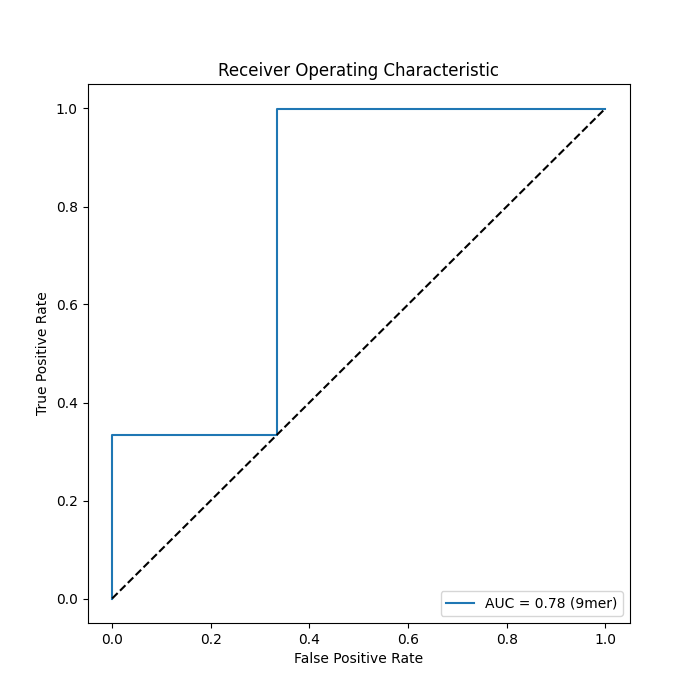 Receiver Operating Characteristic
True Positive Rate
1.0
0.8
0.6
0.4
0.2
0.0
AUC = 0.78 (9mer)
0.0 0.2 0.4 0.6 0.8 1.0
False Positive Rate